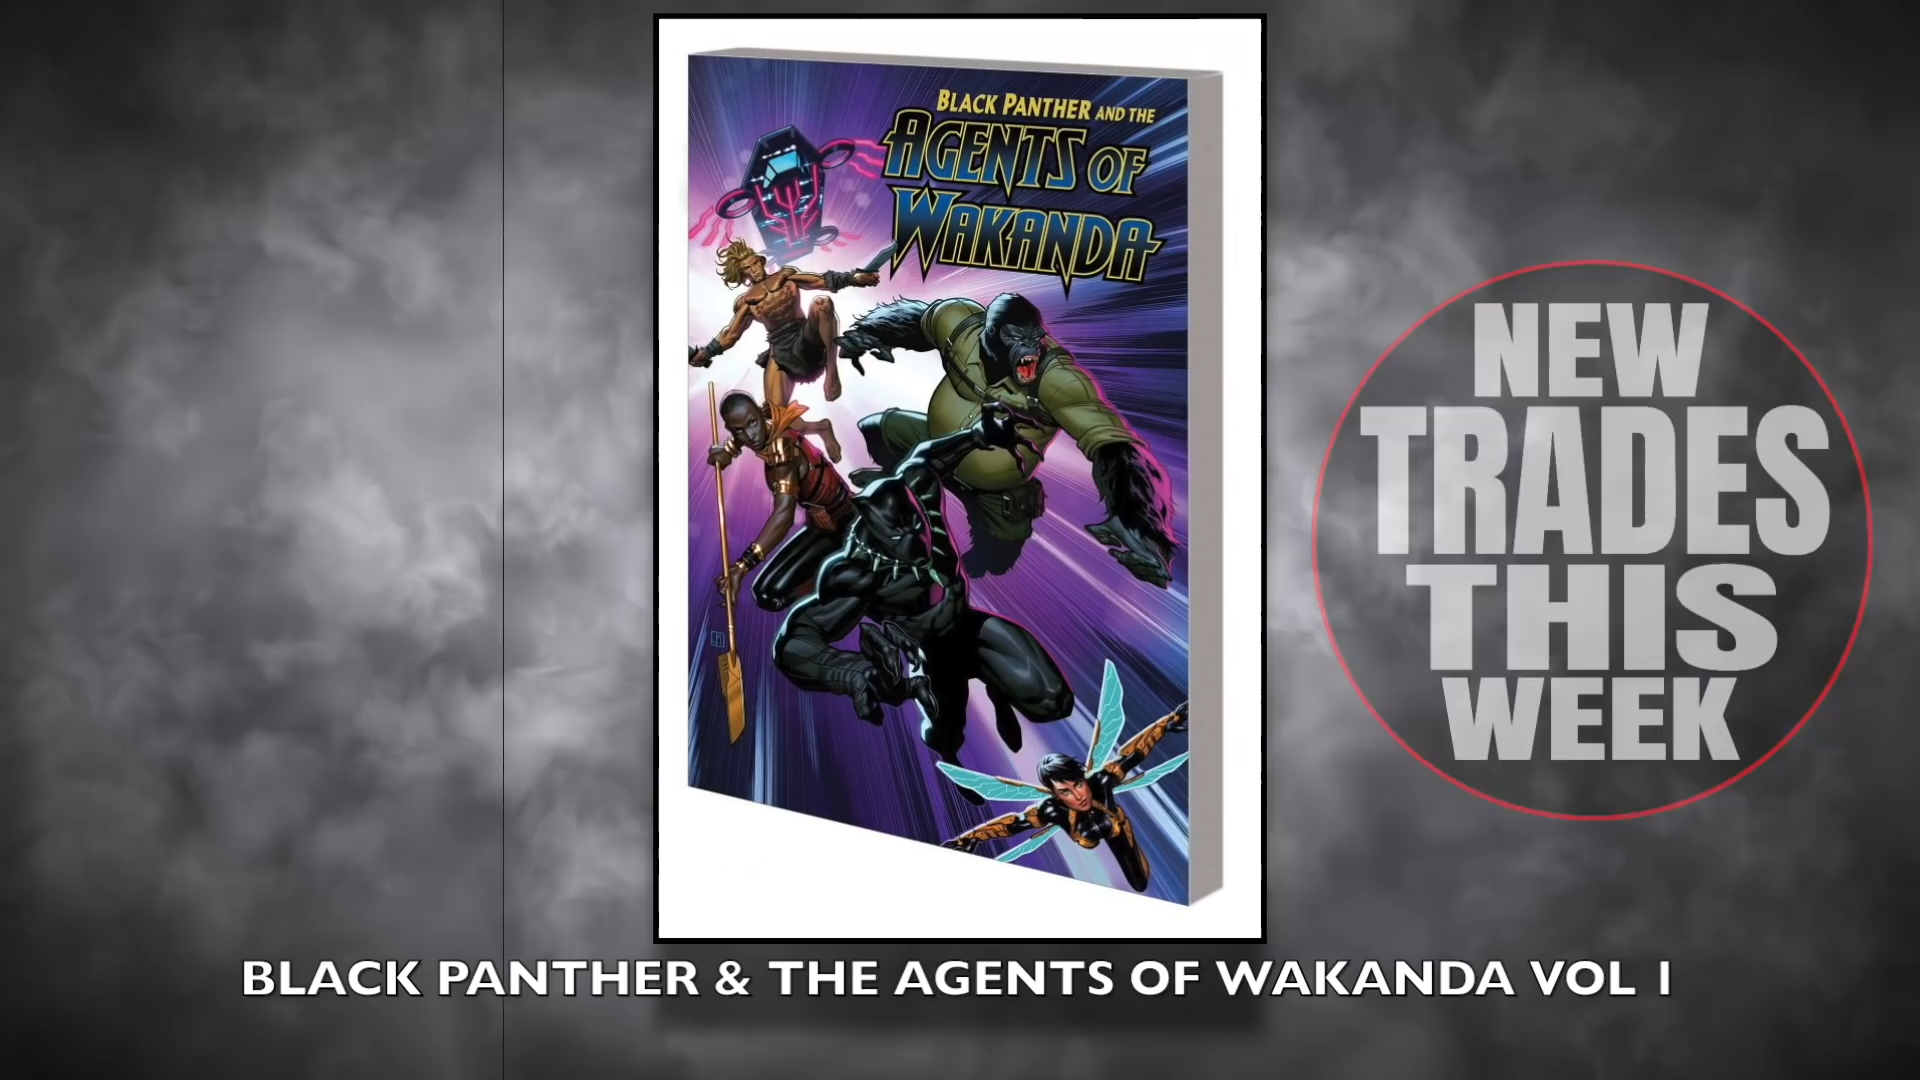 BLACK PANTHER AND THE
AGENTS OF
WAKANDA
NEW
TRADES
THIS
WEEK
BLACK PANTHER & THE AGENTS OF WAKANDA VOL 1